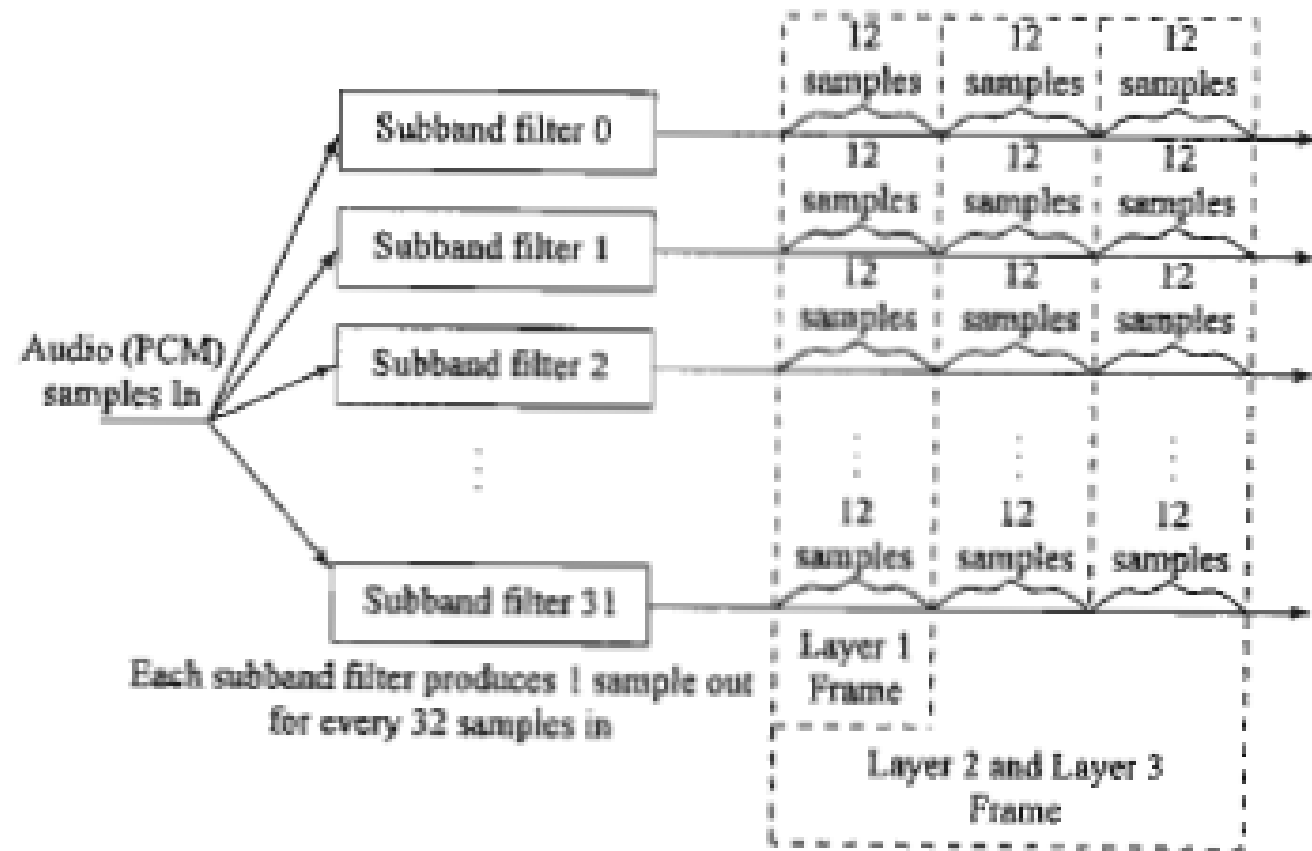 12 12 12
samples samples samples
Subband filter 0
12 12 12
samples samples samples
Subband filter 1
12 12 12
samples samples samples
Audio (PCM)
samples in
Subband filter 2
12 12 12
samples samples samples
Subband filter 31
Each subband filter produces 1 sample out
for every 32 samples in
Layer 1
Frame
Layer 2 and Layer 3
Frame